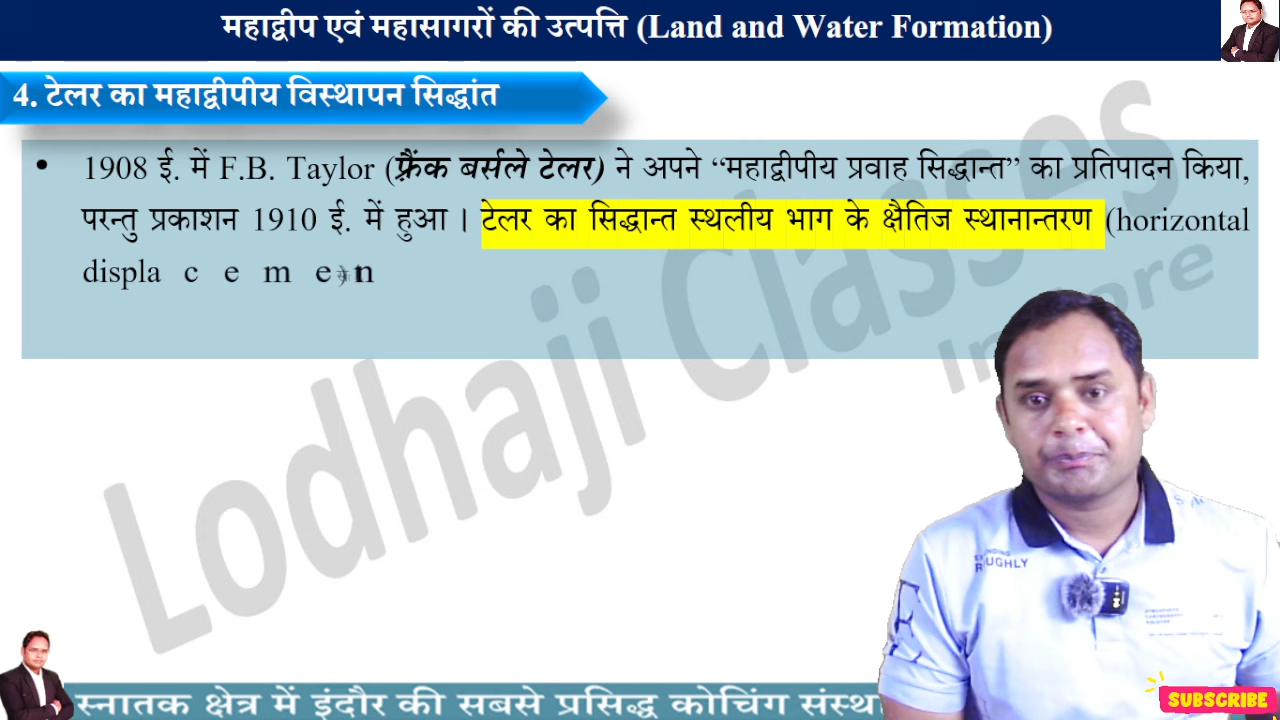 महाद्वीप एवं महासागरों की उत्पत्ति (Land and Water Formation)
4. टेलर का महाद्वीपीय विस्थापन सिद्धांत
• 1908 ई. में F.B. Taylor (फ़्रैंक बर्सले टेलर) ने अपने “महाद्वीपीय प्रवाह सिद्धान्त” का प्रतिपादन किया,
परन्तु प्रकाशन 1910 ई. में हुआ । टेलर का सिद्धान्त स्थलीय भाग के क्षैतिज स्थानान्तरण (horizontal
displa c e m e n
Lodhaji Classes
स्नातक क्षेत्र में इंदौर की सबसे प्रसिद्ध कोचिंग
ROUGHLY
SUBSCRIBE